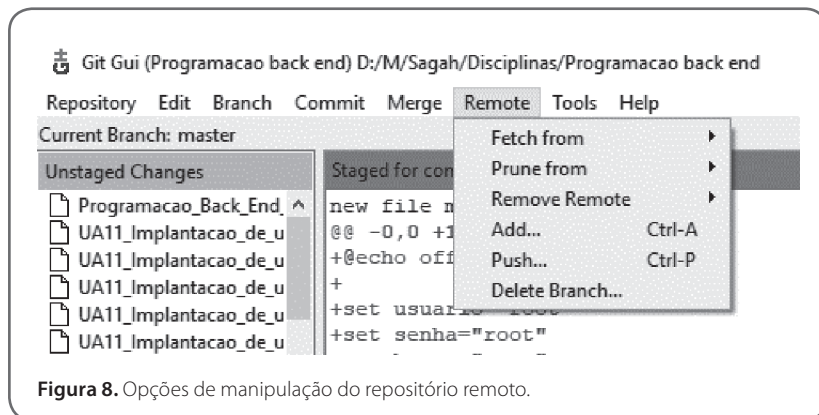 Git Gui (Programacao back end) D:/M/Sagah/Disciplinas/Programacao back end
Repository Edit Branch Commit Merge Remote Tools Help
Current Branch: master
Unstaged Changes
Programacao_Back_End_
UA11_Implantacao_de_u
UA11_Implantacao_de_u
UA11_Implantacao_de_u
UA11_Implantacao_de_u
UA11_Implantacao_de_u
Staged for con
new file m
@@ -0,0 +1
+@echo off
+
+set
+set senha="root"
Fetch from
Prune from
Remove Remote
Add... Ctrl-A
Push... Ctrl-P
Delete Branch...
Figura 8. Opções de manipulação do repositório remoto.